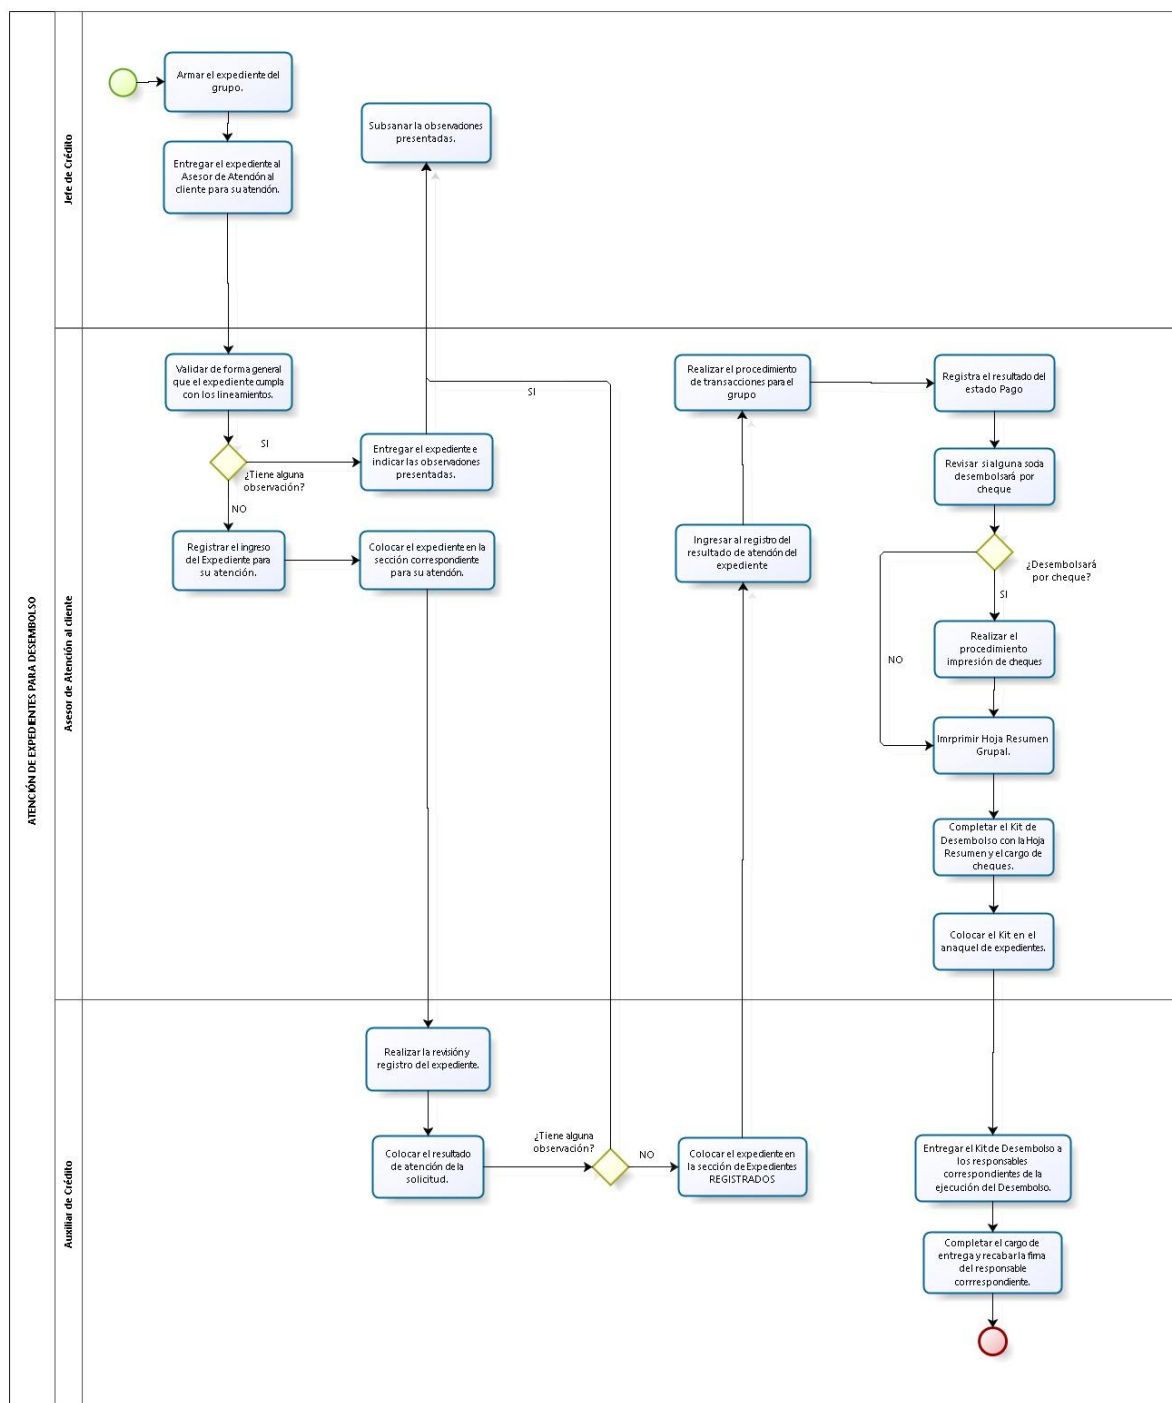 ATENCIÓN DE EXPEDIENTES PARA DESEMBOLSO
Jefe de Crédito
Armar el expediente del
grupo.
Entregar el expediente al
Asesor de Atención al
cliente para su atención.
Subsanar la observaciones
presentadas.
Asesor de Atención al cliente
Validar de forma general
que el expediente cumpla
con los lineamientos.
SI
¿Tiene alguna
observación?
NO
Entregar el expediente e
indicar las observaciones
presentadas.
SI
Registrar el ingreso
del Expediente para
su atención.
Colocar el expediente en la
sección correspondiente
para su atención.
Realizar el procedimiento
de transacciones para el
grupo
Registra el resultado del
estado Pago
Revisar si alguna soda
desembolsará por
cheque
Ingresar al registro del
resultado de atención del
expediente
¿Desembolsará
por cheque?
SI
NO
Realizar el
procedimiento
impresión de cheques
Imrprimir Hoja Resumen
Grupal.
Completar el Kit de
Desembolso con la Hoja
Resumen y el cargo de
cheques.
Colocar el Kit en el
anaquel de expedientes.
Auxiliar de Crédito
Realizar la revisión y
registro del expediente.
Colocar el resultado
de atención de la
solicitud.
¿Tiene alguna
observación?
NO
Colocar el expediente en
la sección de Expedientes
REGISTRADOS
Entregar el Kit de Desembolso a
los responsables
correspondientes de la
ejecución del Desembolso.
Completar el cargo de
entrega y recabar la firna
del responsable
corrrespondiente.